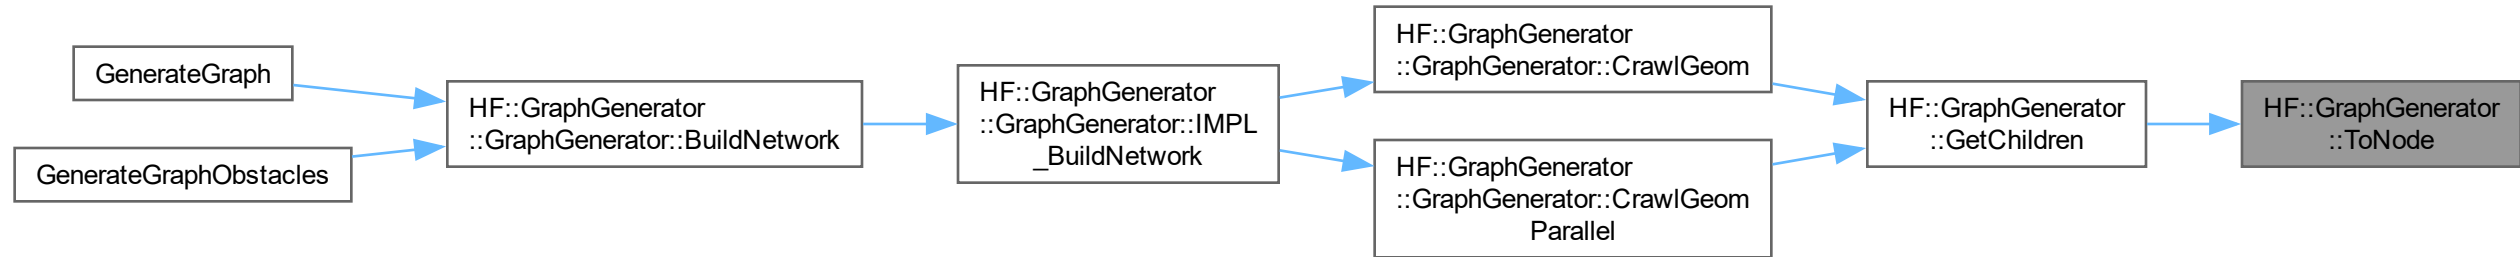 GenerateGraph
GenerateGraphObstacles
HF::GraphGenerator
::GraphGenerator::BuildNetwork
HF::GraphGenerator
::GraphGenerator::IMPL
_BuildNetwork
HF::GraphGenerator
::GraphGenerator::CrawlGeom
HF::GraphGenerator
::GraphGenerator::CrawlGeom
Parallel
HF::GraphGenerator
::GetChildren
HF::GraphGenerator
::ToNode